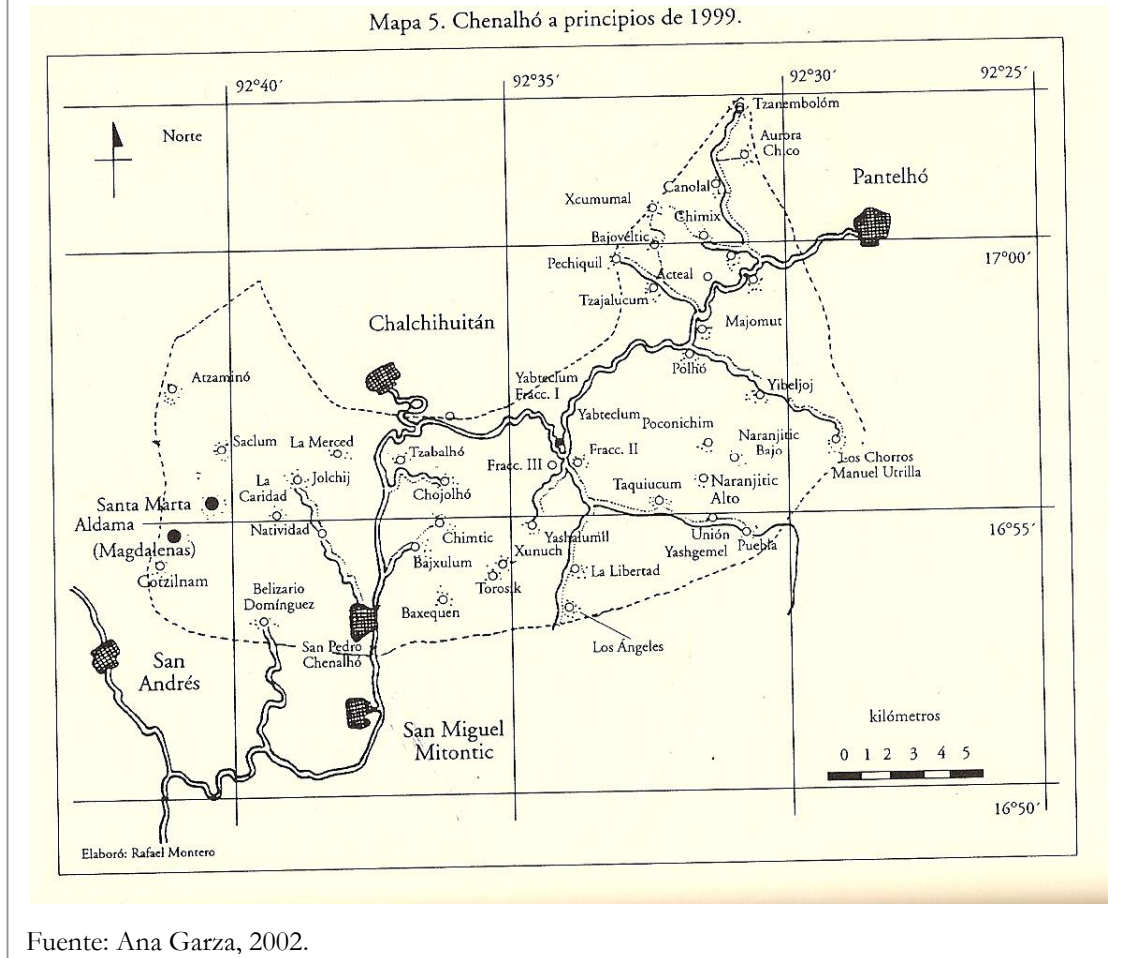 Mapa 5. Chenalhó a principios de 1999.
92°40´
92°35´
92°30´
92°25´
Norte
Tzanembolóm
Aurora
Chico
Pantelhó
Canolal
Xcumumal
Chimix
Bajovéltic
Pechiquil
17°00´
Acteal
Tzajalucum
Majomut
Chalchihuitán
Polhó
Atzaminó
Yabteclum
Fracc. I
Yibeljoj
Yabteclum
Poconichim
Saclum
La Merced
Tzabalhó
Fracc. II
Naranjitic
Bajo
Fracc. III
Los Chorros
Manuel Utrilla
La
Caridad
Jolchij
Chojolhó
Taquiucum
Naranjitic
Alto
Santa Marta
Aldama
(Magdalenas)
Natividad
Chimtic
Yashalumil
Unión
Yashgemel
Puebla
16°55´
Xunuch
Cotzilnam
Bajxulum
Torostik
La Libertad
Belizario
Domínguez
Baxequen
San Pedro
Chenalhó
Los Angeles
San
Andrés
San Miguel
Mitontic
kilómetros
0 1 2 3 4 5
16°50´
Elaboró: Rafael Montero
Fuente: Ana Garza, 2002.